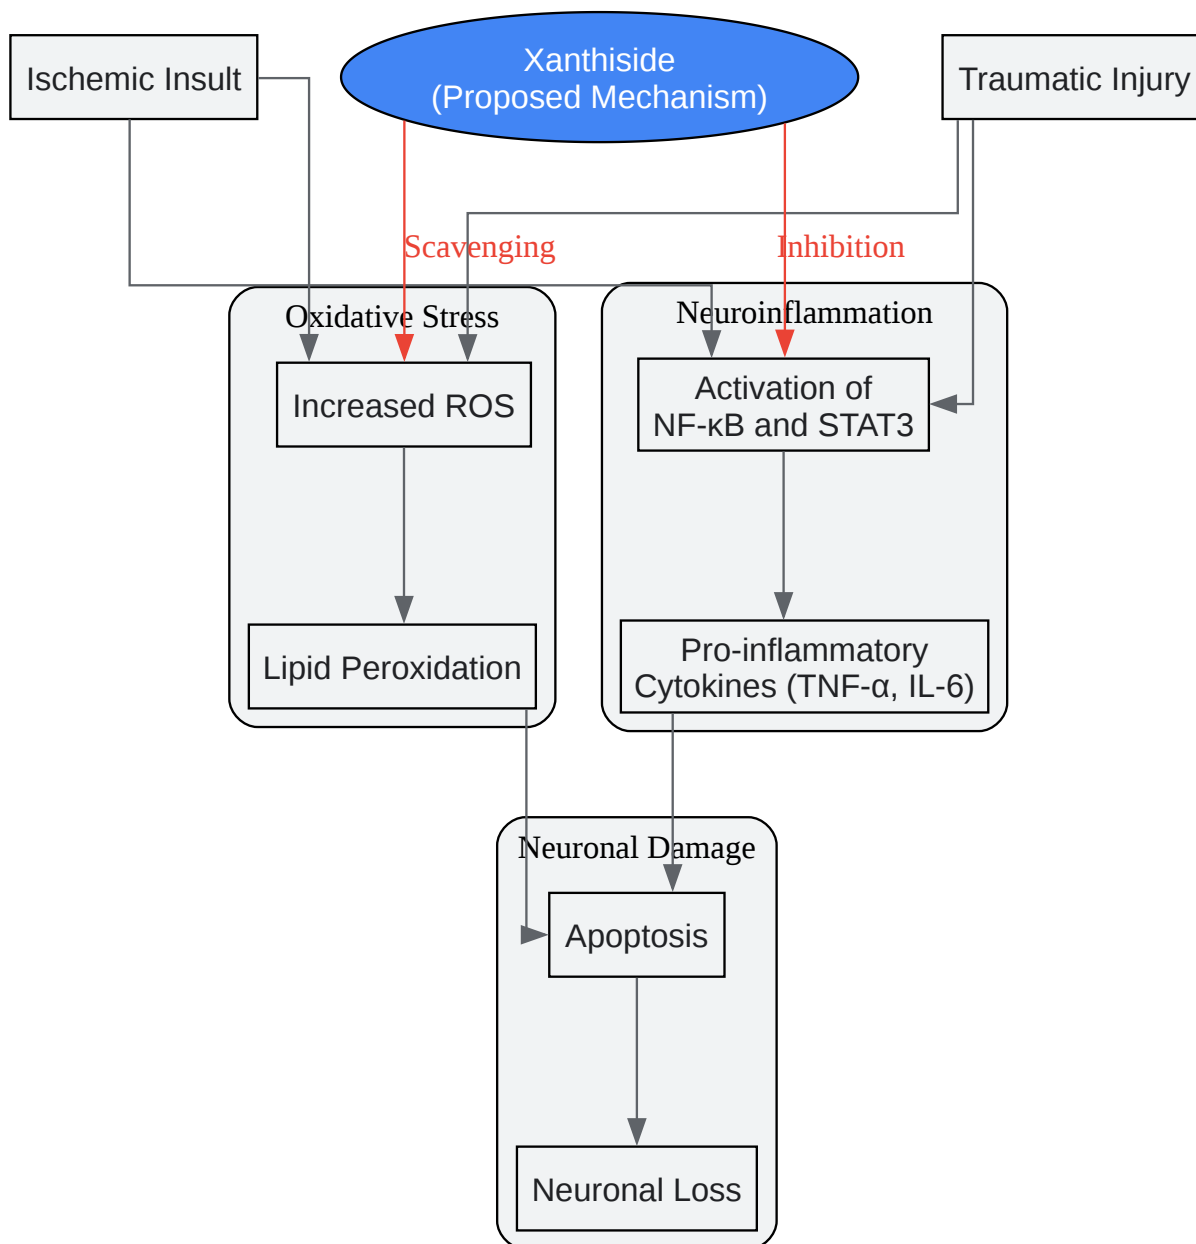 Ischemic Insult
Xanthiside
(Proposed Mechanism)
Traumatic Injury
Scavenging
Inhibition
Oxidative Stress
Neuroinflammation
Increased ROS
Activation of
NF-κB and STAT3
Lipid Peroxidation
Pro-inflammatory
Cytokines (TNF-α, IL-6)
Neuronal Damage
Apoptosis
Neuronal Loss